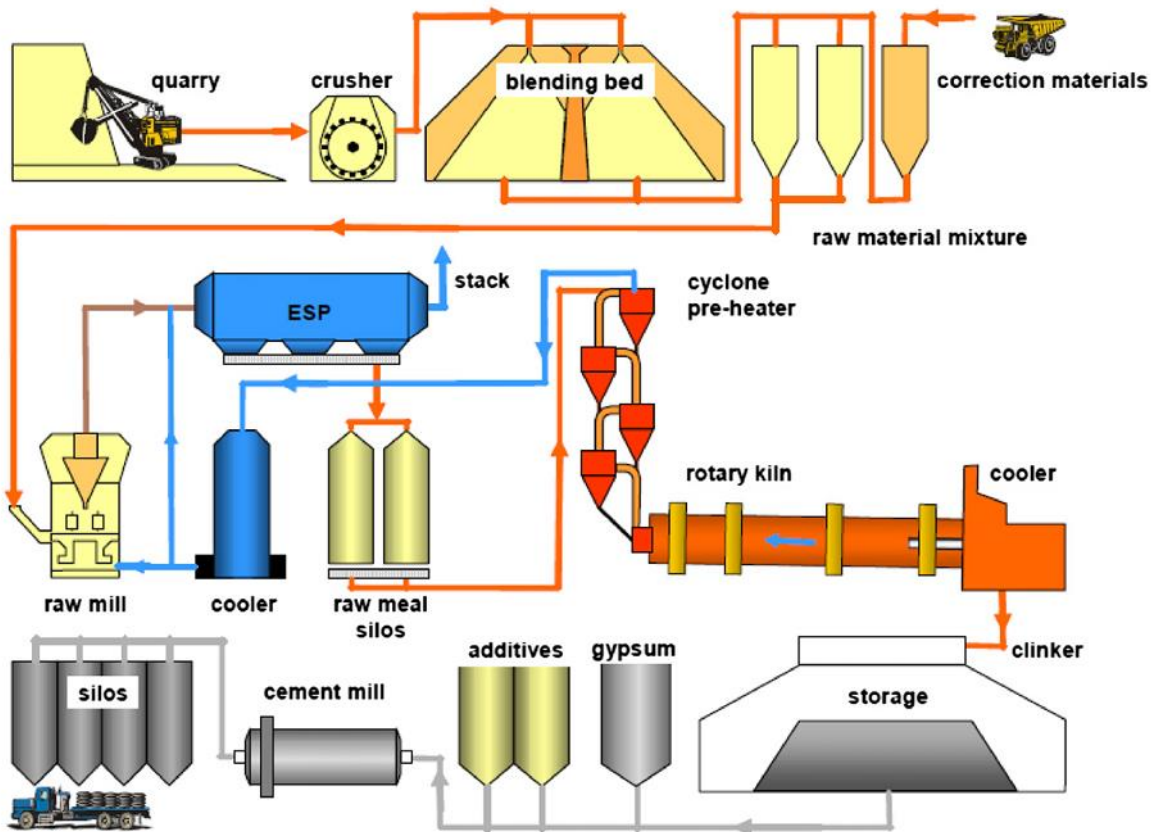 quarry
crusher
blending bed
correction materials
raw material mixture
stack
ESP
cyclone
pre-heater
rotary kiln
cooler
raw mill
cooler
raw meal
silos
clinker
silos
cement mill
additives
gypsum
storage